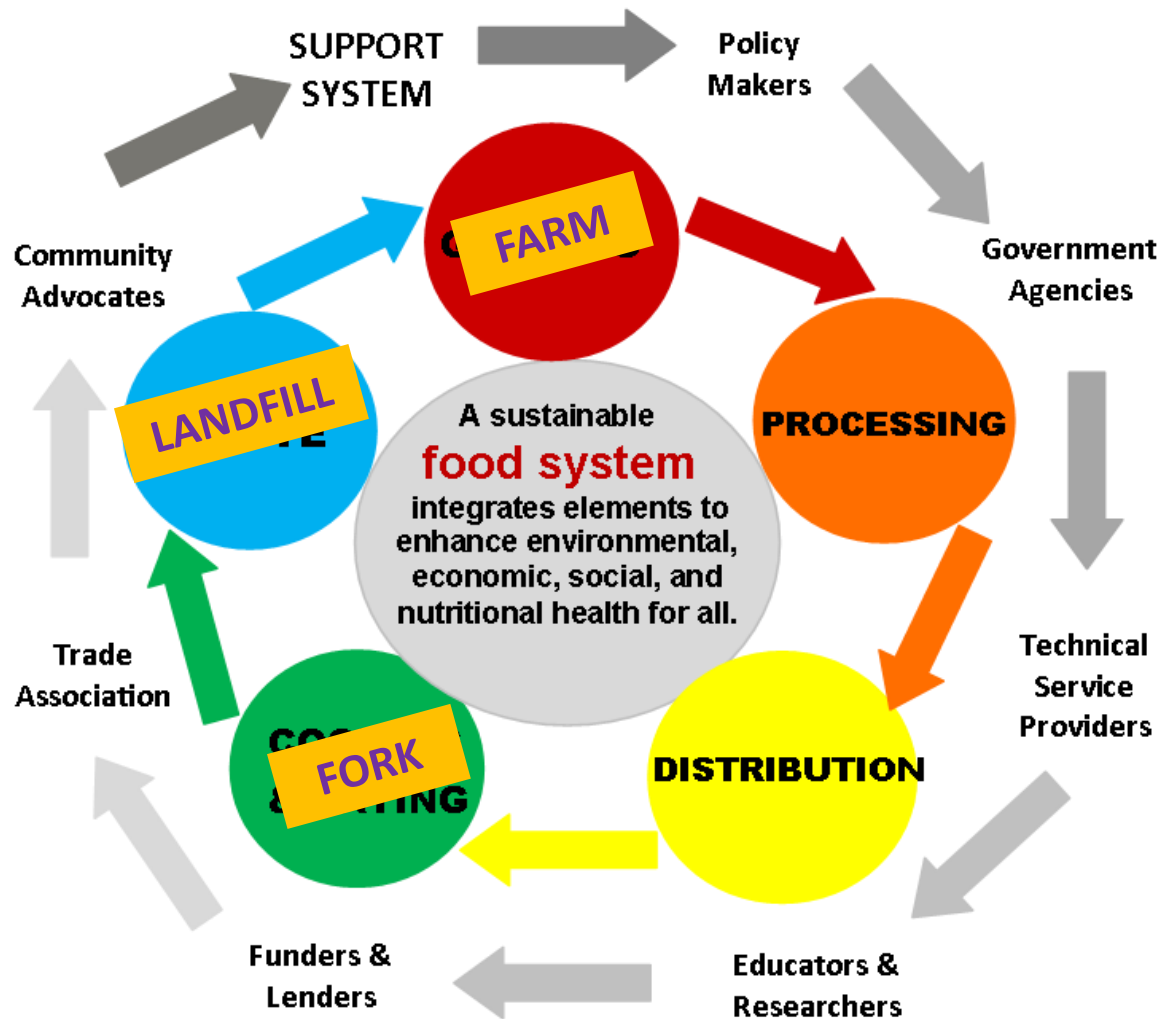 SUPPORT
SYSTEM
Policy
Makers
Government
Agencies
Technical
Service
Providers
Educators &
Researchers
Funders &
Lenders
Trade
Association
Community
Advocates
FARM
PROCESSING
DISTRIBUTION
FORK
LANDFILL
A sustainable
food system
integrates elements to
enhance environmental,
economic, social, and
nutritional health for all.